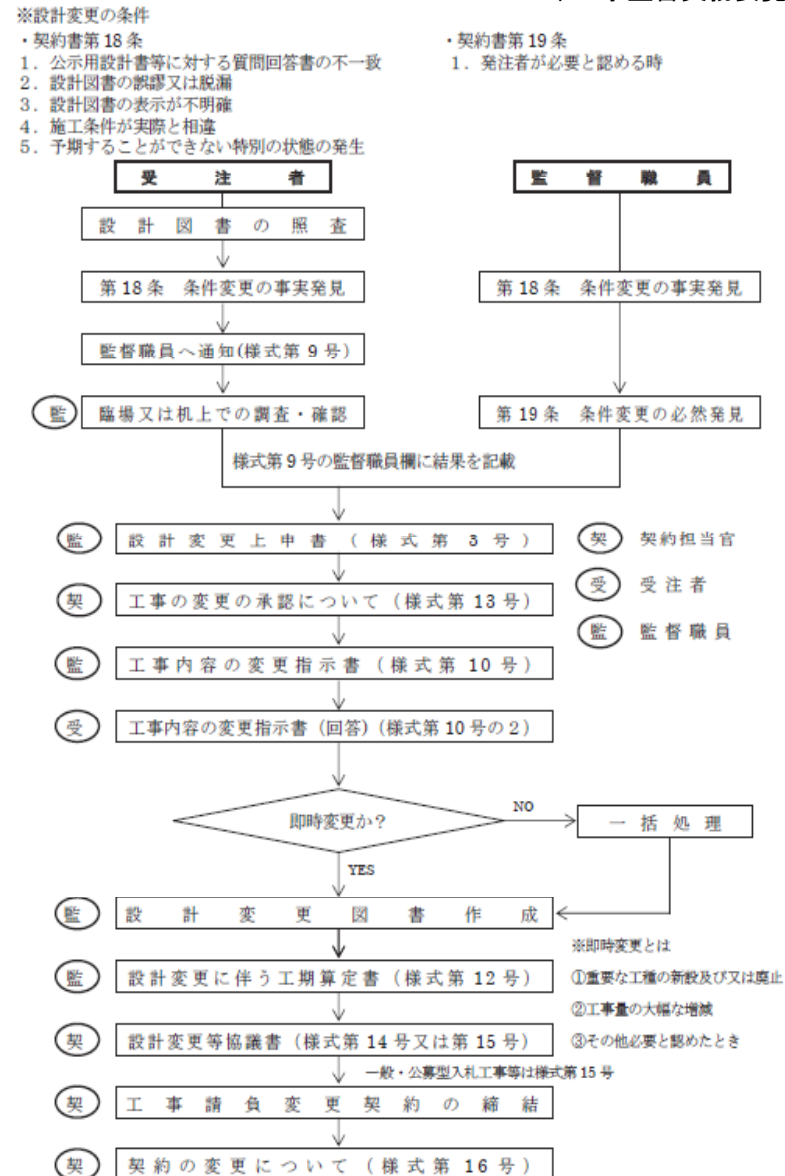 ※設計変更の条件
・契約書第18条
1．公示用設計書等に対する質問回答書の不一致
2．設計図書の誤謬又は脱漏
3．設計図書の表示が不明確
4．施工条件が実際と相違
5．予期することができない特別の状態の発生
・契約書第19条
1．発注者が必要と認める時
受注者
監督職員
設計図書の照査
第18条　条件変更の事実発見
第18条　条件変更の事実発見
監督職員へ通知(様式第9号)
監
臨場又は机上での調査・確認
第19条　条件変更の必然発見
様式第9号の監督職員欄に結果を記載
監
設計変更上申書(様式第3号)
契
契約担当官
契
工事の変更の承認について(様式第13号)
受
受注者
監
工事内容の変更指示書(様式第10号)
監
監督職員
受
工事内容の変更指示書(回答)(様式第10号の2)
即時変更か？
NO
一括処理
YES
監
設計変更図書作成
※即時変更とは
監
設計変更に伴う工期算定書(様式第12号)
①重要な工種の新設及び又は廃止
②工事量の大幅な増減
契
設計変更等協議書(様式第14号又は第15号)
③その他必要と認めたとき
一般・公募型入札工事等は様式第15号
契
工事請負変更契約の締結
契
契約の変更について(様式第16号)